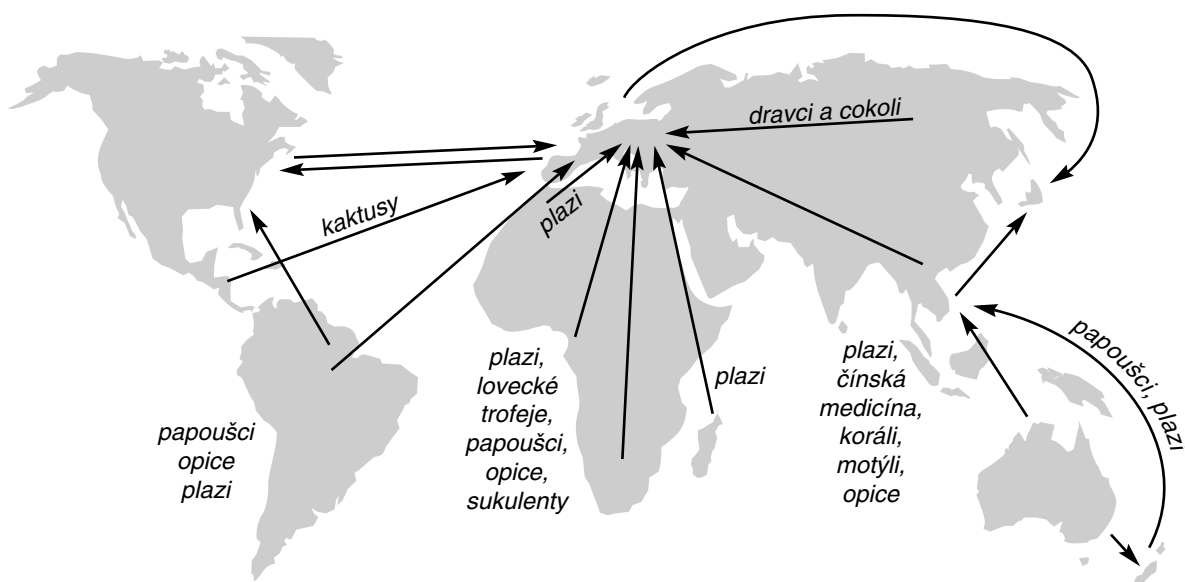 dravci a cokoli
kaktusy
plazi
papoušci
opice
plazi
plazi,
lovecké
trofeje,
papoušci,
opice,
sukulenty
plazi
plazi,
čínská
medicína,
koráli,
motýli,
opice
papoušci, plazi